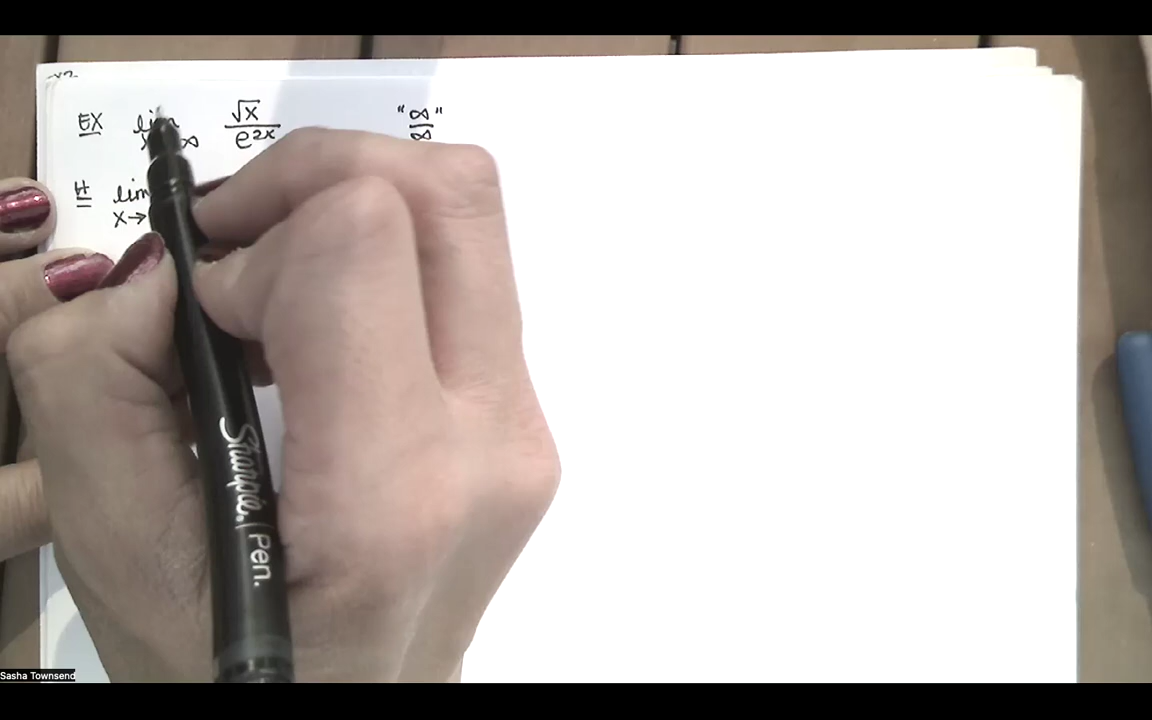 EX lim x→∞ √x / e^2x "∞/∞"
H= lim x→
Sharpie. Pen.
Sasha Townsend